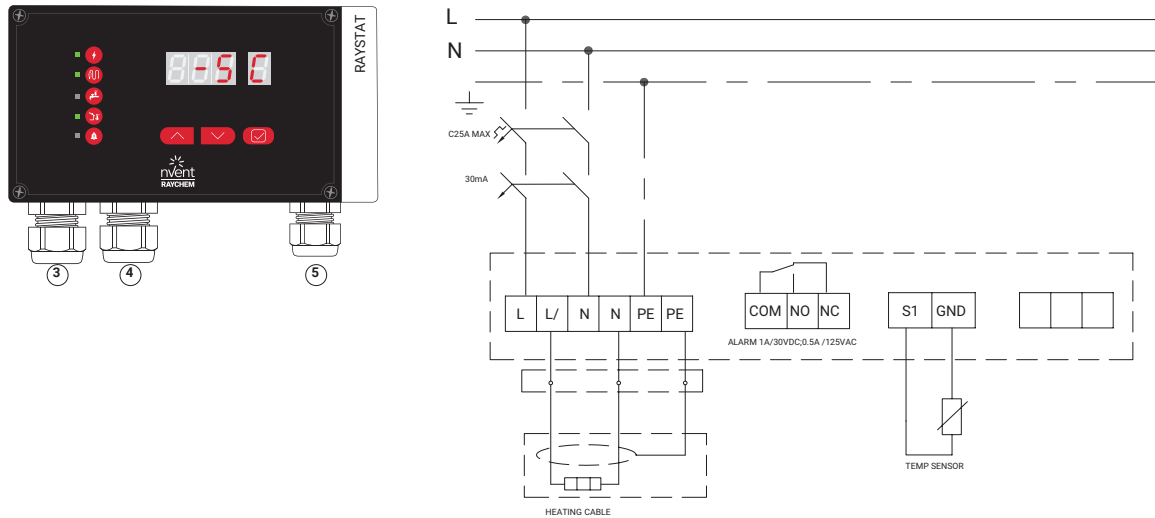 RAYSTAT
-5 C
nVent
RAYCHEM
3
4
5
L
N
C25A MAX
30mA
L L/ N N PE PE
COM NO NC
S1 GND
ALARM 1A/30VDC;0.5A /125VAC
TEMP SENSOR
HEATING CABLE